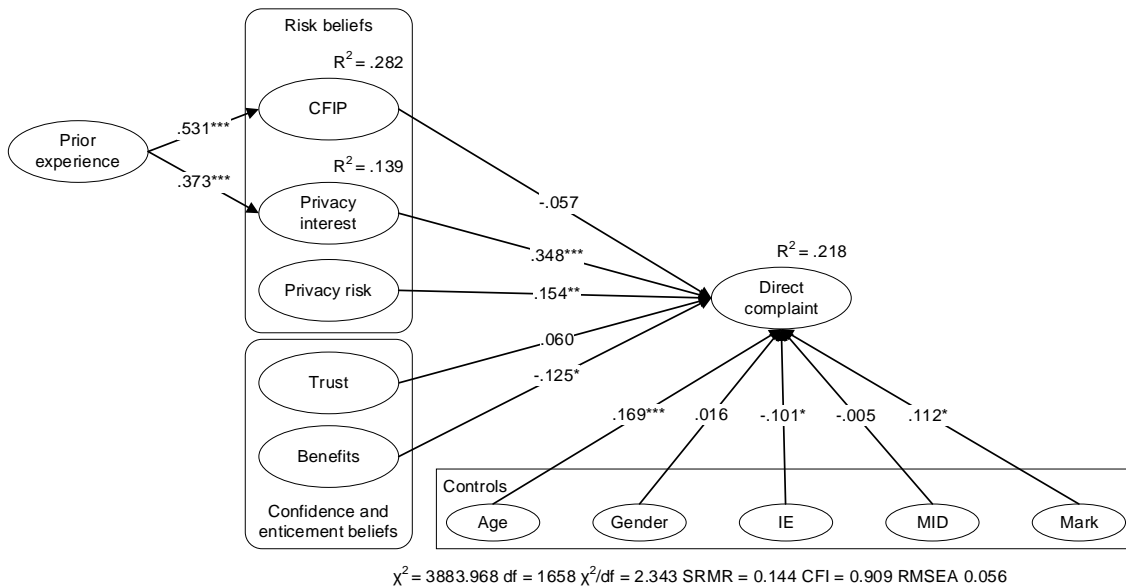 Risk beliefs
R² = .282
CFIP
.531***
Prior
experience
R² = .139
.373***
Privacy
interest
-.057
.348***
R² = .218
Privacy risk
.154**
Direct
complaint
.060
Trust
-.125*
.169***
.016
-.101*
-.005
.112*
Benefits
Controls
Confidence and
enticement beliefs
Age
Gender
IE
MID
Mark
χ² = 3883.968 df = 1658 χ²/df = 2.343 SRMR = 0.144 CFI = 0.909 RMSEA 0.056